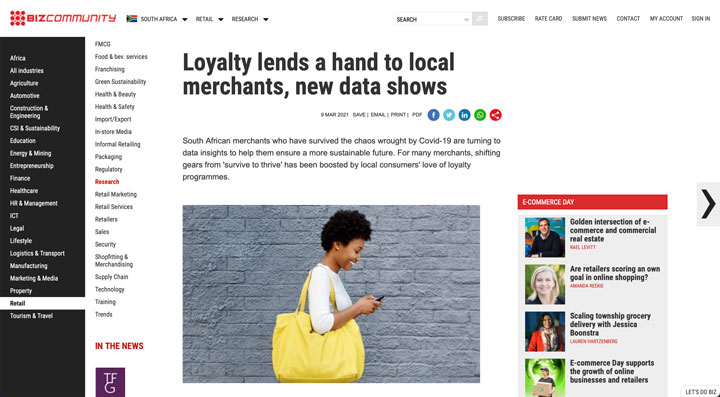 BIZCOMMUNITY
SOUTH AFRICA
RETAIL
RESEARCH
SEARCH
SUBSCRIBE
RATE CARD
SUBMIT NEWS
CONTACT
MY ACCOUNT
SIGN IN
Africa
All industries
Agriculture
Automotive
Construction &
Engineering
CSI & Sustainability
Education
Energy & Mining
Entrepreneurship
Finance
Healthcare
HR & Management
ICT
Legal
Lifestyle
Logistics & Transport
Manufacturing
Marketing & Media
Property
Retail
Tourism & Travel
FMCG
Food & bev. services
Franchising
Green Sustainability
Health & Beauty
Health & Safety
Import/Export
In-store Media
Informal Retailing
Packaging
Regulatory
Research
Retail Marketing
Retail Services
Retailers
Sales
Security
Shopfitting &
Merchandising
Supply Chain
Technology
Training
Trends
IN THE NEWS
TF
G
Loyalty lends a hand to local
merchants, new data shows
9 MAR 2021 SAVE | EMAIL | PRINT | PDF
South African merchants who have survived the chaos wrought by Covid-19 are turning to
data insights to help them ensure a more sustainable future. For many merchants, shifting
gears from 'survive to thrive' has been boosted by local consumers' love of loyalty
programmes.
E-COMMERCE DAY
Golden intersection of e-
commerce and commercial
real estate
RAEL LEVITT
Are retailers scoring an own
goal in online shopping?
AMANDA REEKIE
Scaling township grocery
delivery with Jessica
Boonstra
LAUREN HARTZENBERG
E-commerce Day supports
the growth of online
businesses and retailers
LET'S DO BIZ